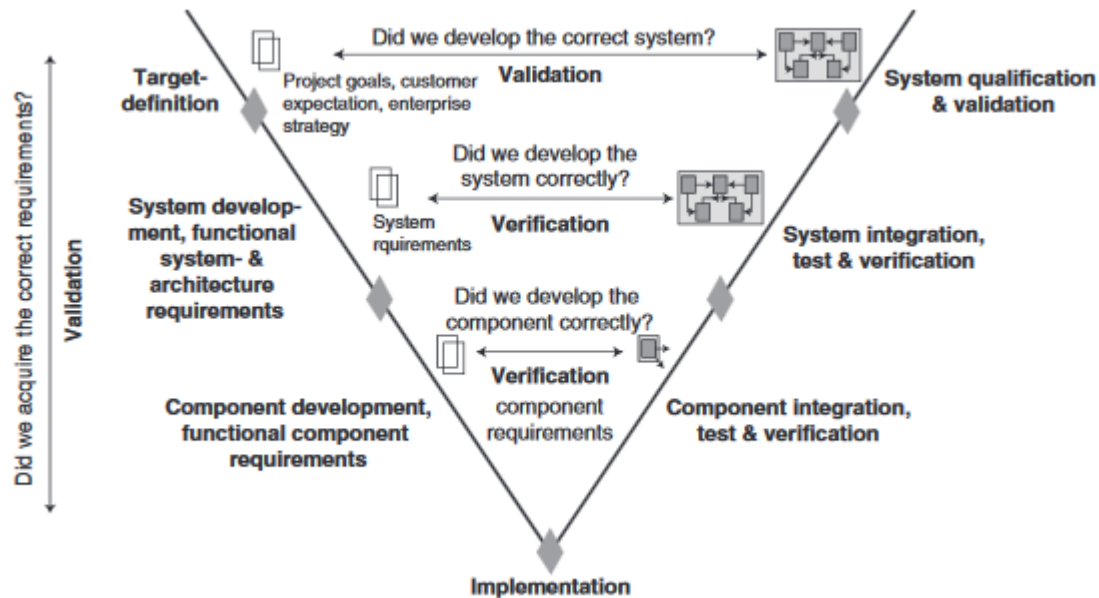 Did we develop the correct system?
Validation
Target-
definition
Project goals, customer
expectation, enterprise
strategy
System qualification
& validation
Did we acquire the correct requirements?
Validation
Did we develop the
system correctly?
Verification
System
rquirements
System develop-
ment, functional
system- &
architecture
requirements
System integration,
test & verification
Did we develop the
component correctly?
Verification
component
requirements
Component development,
functional component
requirements
Component integration,
test & verification
Implementation